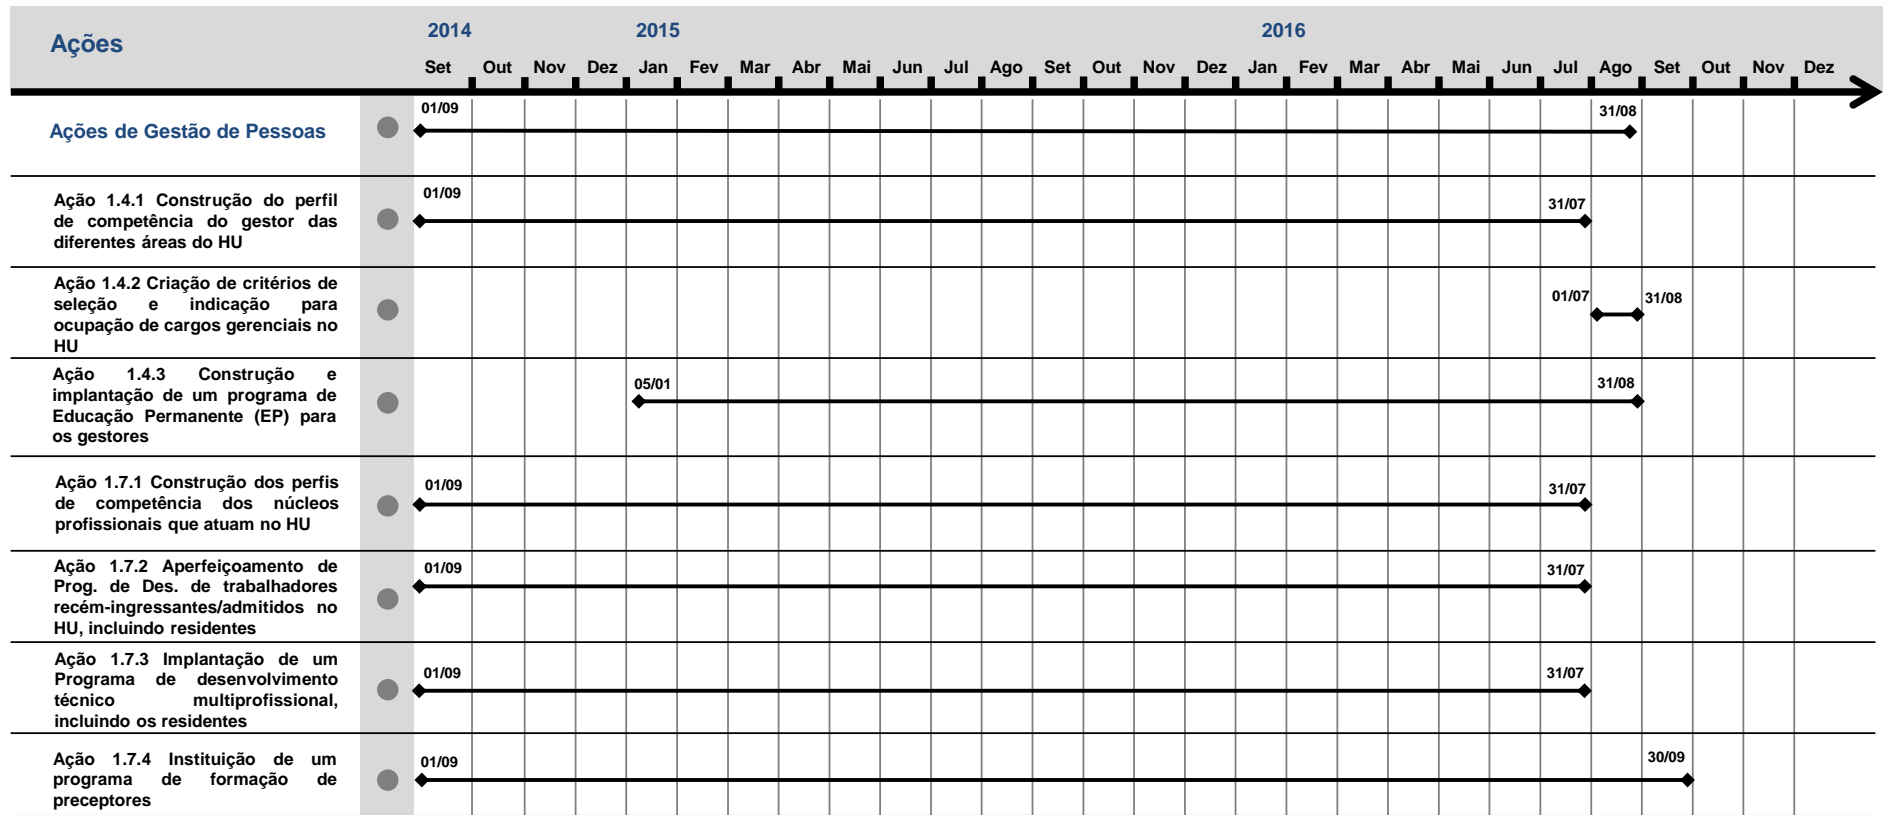 Ações
2014 2015 2016
Set Out Nov Dez Jan Fev Mar Abr Mai Jun Jul Ago Set Out Nov Dez Jan Fev Mar Abr Mai Jun Jul Ago Set Out Nov Dez
Ações de Gestão de Pessoas
01/09 31/08
Ação 1.4.1 Construção do perfil
de competência do gestor das
diferentes áreas do HU
01/09 31/07
Ação 1.4.2 Criação de critérios de
seleção e indicação para
ocupação de cargos gerenciais no
HU
01/07 31/08
Ação 1.4.3 Construção e
implantação de um programa de
Educação Permanente (EP) para
os gestores
05/01 31/08
Ação 1.7.1 Construção dos perfis
de competência dos núcleos
profissionais que atuam no HU
01/09 31/07
Ação 1.7.2 Aperfeiçoamento de
Prog. de Des. de trabalhadores
recém-ingressantes/admitidos no
HU, incluindo residentes
01/09 31/07
Ação 1.7.3 Implantação de um
Programa de desenvolvimento
técnico multiprofissional,
incluindo os residentes
01/09 31/07
Ação 1.7.4 Instituição de um
programa de formação de
preceptores
01/09 30/09